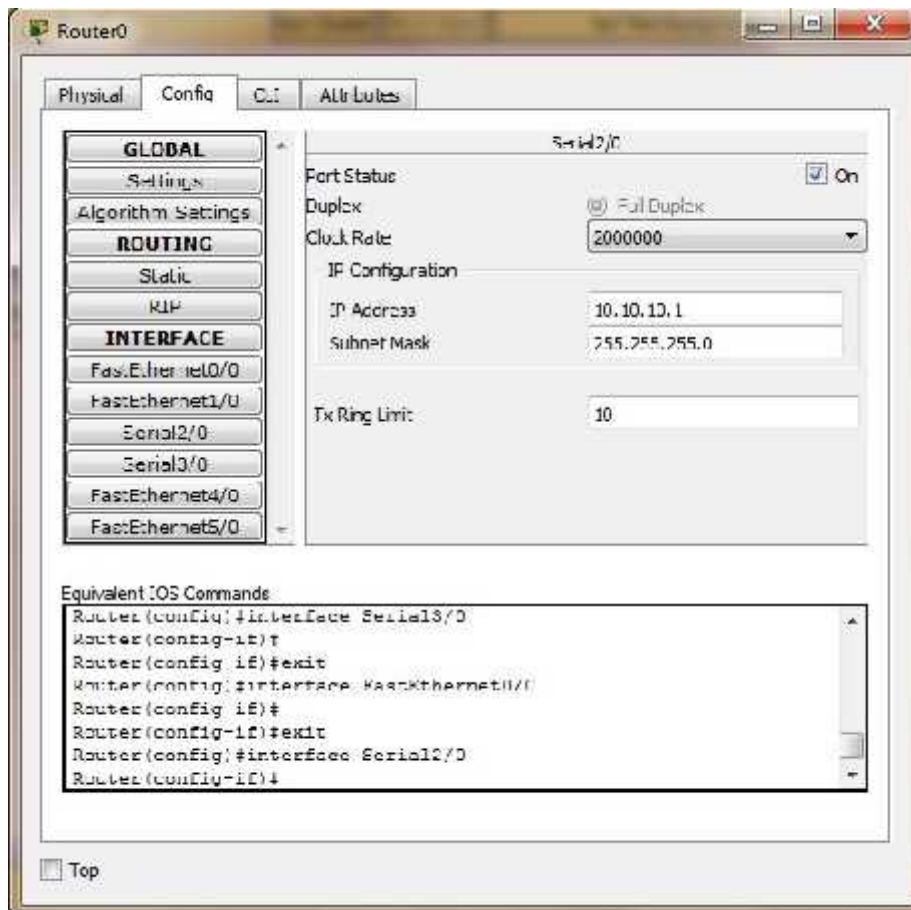 Router0
Physical
Config
CLI
Attributes
GLOBAL
Settings
Algorithm Settings
ROUTING
Static
RIP
INTERFACE
FastEthernet0/0
FastEthernet1/0
Serial2/0
Serial3/0
FastEthernet4/0
FastEthernet5/0
Serial2/0
Port Status
On
Duplex
Full Duplex
Clock Rate
2000000
IP Configuration
IP Address
10.10.10.1
Subnet Mask
255.255.255.0
Tx Ring Limit
10
Equivalent IOS Commands
Router(config)#interface Serial3/0
Router(config-if)#
Router(config-if)#exit
Router(config)#interface FastEthernet0/0
Router(config-if)#
Router(config-if)#exit
Router(config)#interface Serial2/0
Router(config-if)#
Top